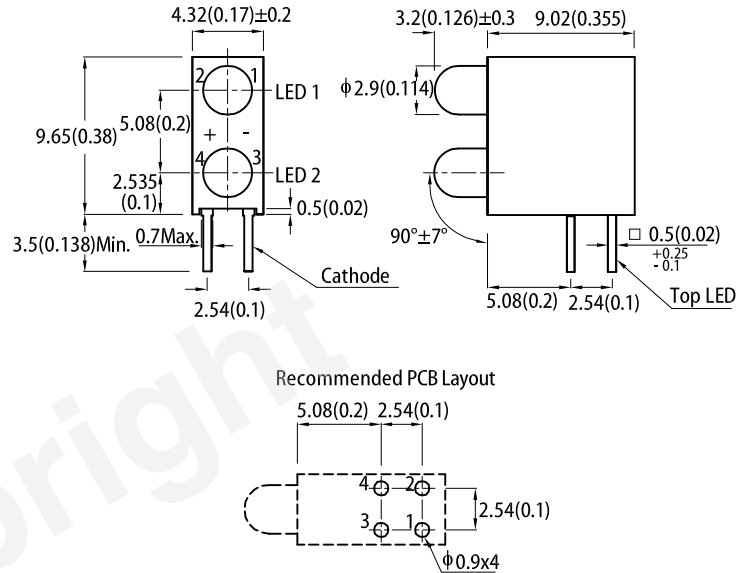 4.32(0.17)±0.2
2 1
LED 1
9.65(0.38)
5.08(0.2)
+ -
4 3
LED 2
2.535
(0.1)
0.5(0.02)
3.5(0.138)Min.
0.7Max.
Cathode
2.54(0.1)
3.2(0.126)±0.3
9.02(0.355)
ϕ2.9(0.114)
90°±7°
□ 0.5(0.02)
+0.25
- 0.1
5.08(0.2)
2.54(0.1)
Top LED
Recommended PCB Layout
5.08(0.2) 2.54(0.1)
4 2
3 1
2.54(0.1)
ϕ0.9x4
bright